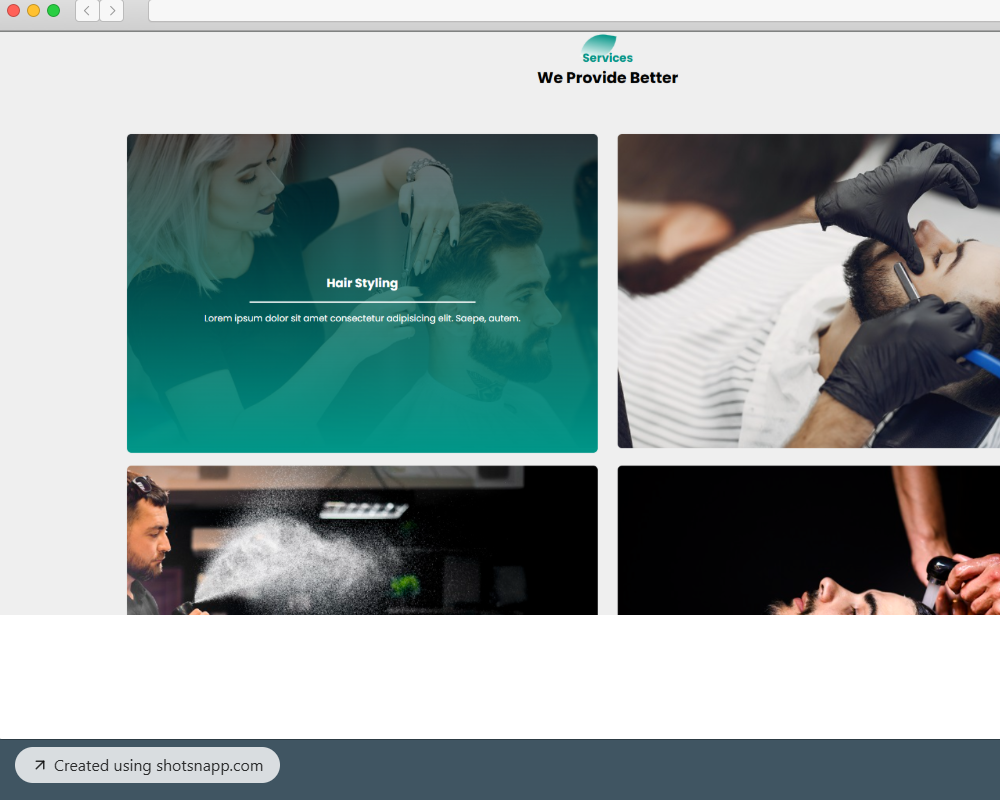 Services
We Provide Better
Hair Styling
Lorem ipsum dolor sit amet consectetur adipisicing elit. Saepe, autem.
Created using shotsnapp.com